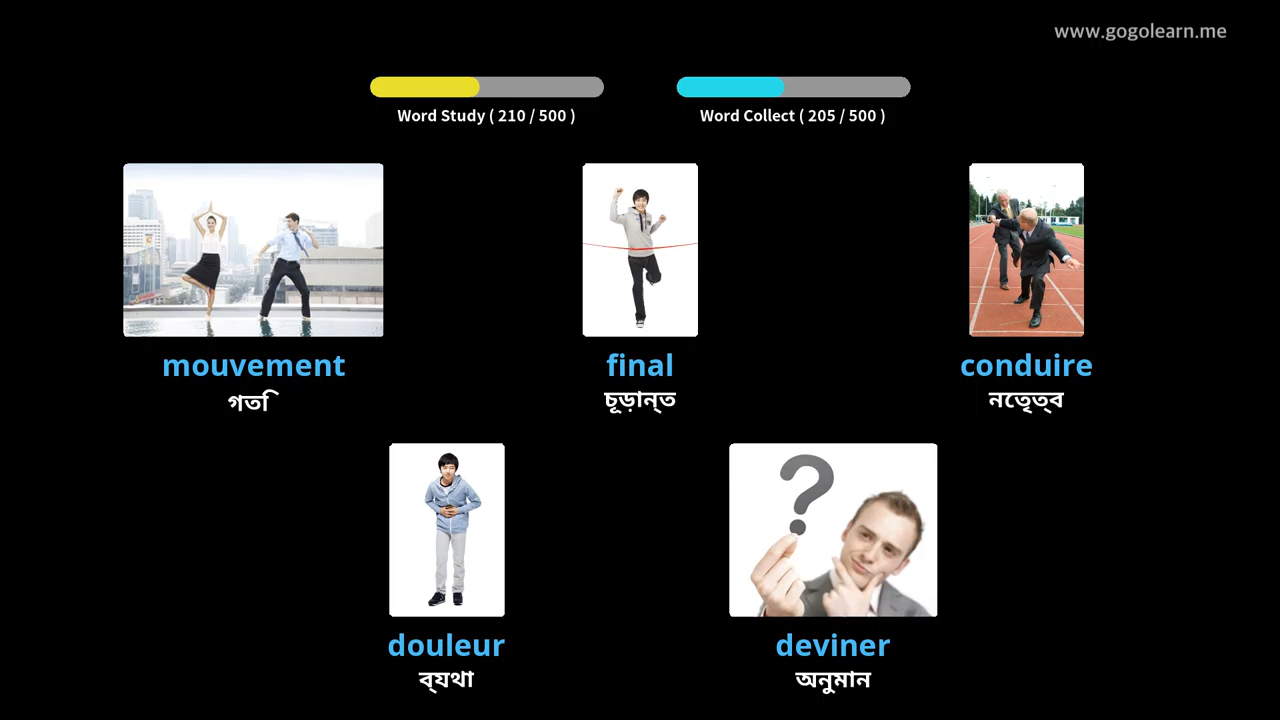 www.gogolearn.me
Word Study ( 210 / 500 )
Word Collect ( 205 / 500 )
mouvement
গতি
final
চূড়ান্ত
conduire
নেতৃত্ব
douleur
ব্যথা
deviner
অনুমান